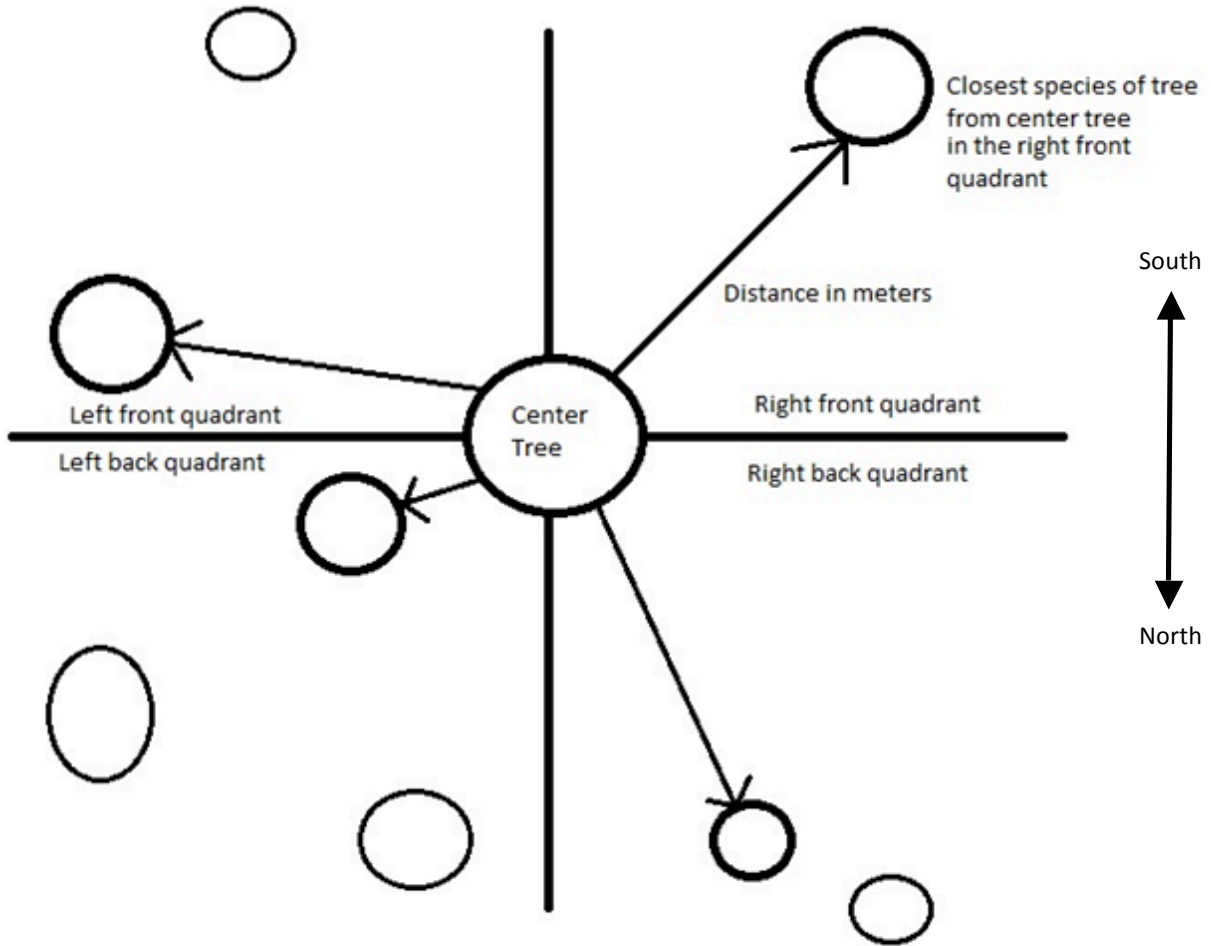 Closest species of tree
from center tree
in the right front
quadrant
South
Distance in meters
Left front quadrant
Center
Tree
Right front quadrant
Left back quadrant
Right back quadrant
North